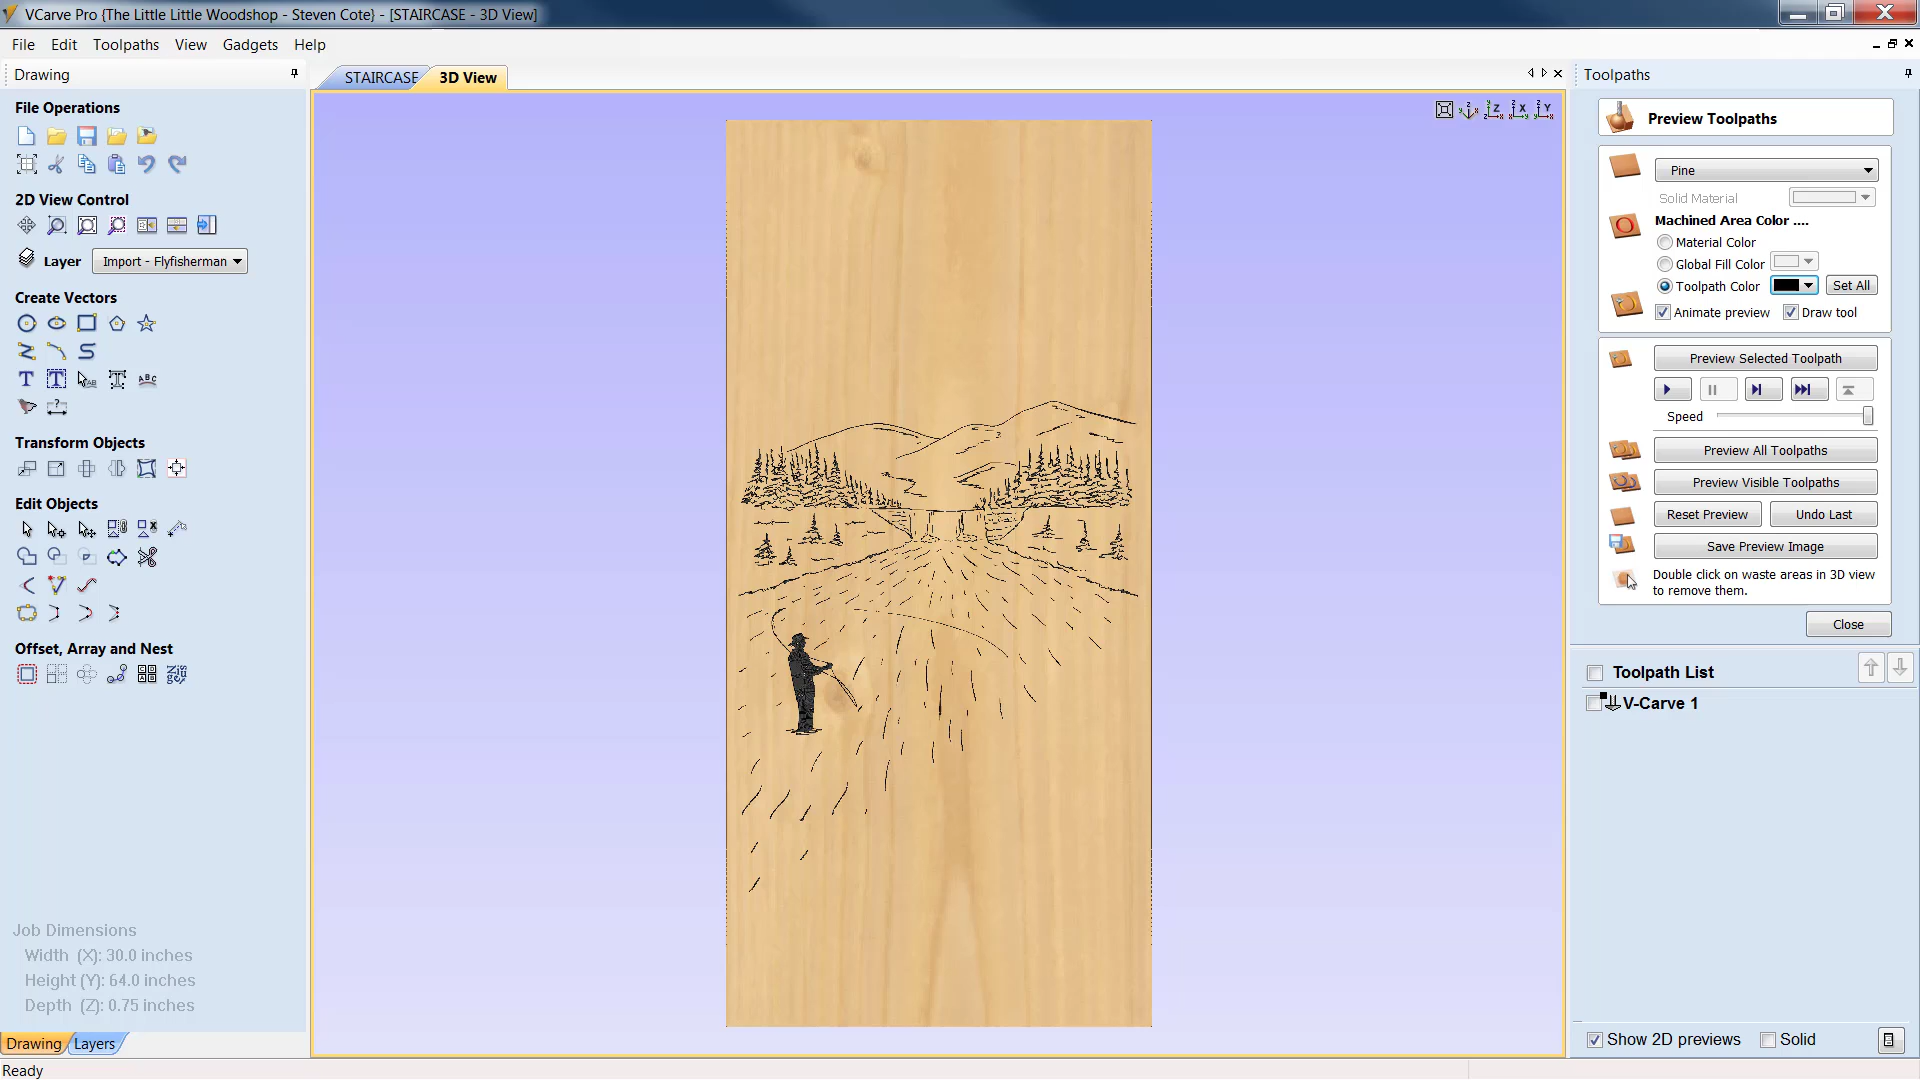 VCarve Pro {The Little Little Woodshop - Steven Cote} - [STAIRCASE - 3D View]
File Edit Toolpaths View Gadgets Help
Drawing
File Operations
2D View Control
Layer Import - Flyfisherman
Create Vectors
Transform Objects
Edit Objects
Offset, Array and Nest
Job Dimensions
Width (X): 30.0 inches
Height (Y): 64.0 inches
Depth (Z): 0.75 inches
Drawing Layers
Ready
STAIRCASE 3D View
Toolpaths
Preview Toolpaths
Pine
Solid Material
Machined Area Color ....
Material Color
Global Fill Color
Toolpath Color Set All
Animate preview Draw tool
Preview Selected Toolpath
Speed
Preview All Toolpaths
Preview Visible Toolpaths
Reset Preview Undo Last
Save Preview Image
Double click on waste areas in 3D view
to remove them.
Close
Toolpath List
V-Carve 1
Show 2D previews Solid